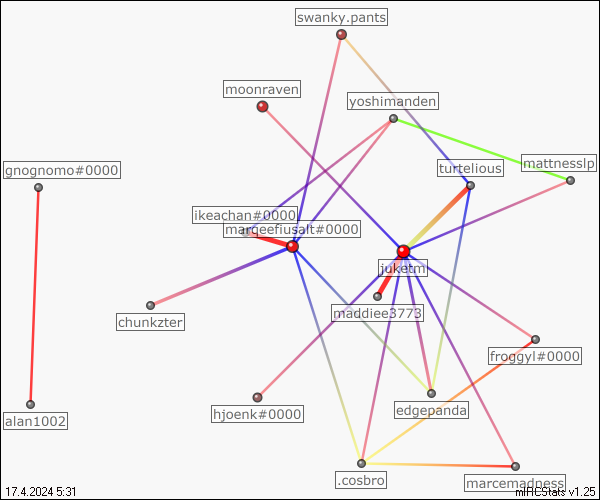 swanky.pants
moonraven
yoshimanden
gnognomo#0000
turtelious
mattnesslp
ikeachan#0000
marceefiusalt#0000
juketm
maddiee3773
chunkzter
froggyl#0000
alan1002
hjoenk#0000
edgepanda
.cosbro
marcemadness
17.4.2024 5:31
mIRCStats v1.25